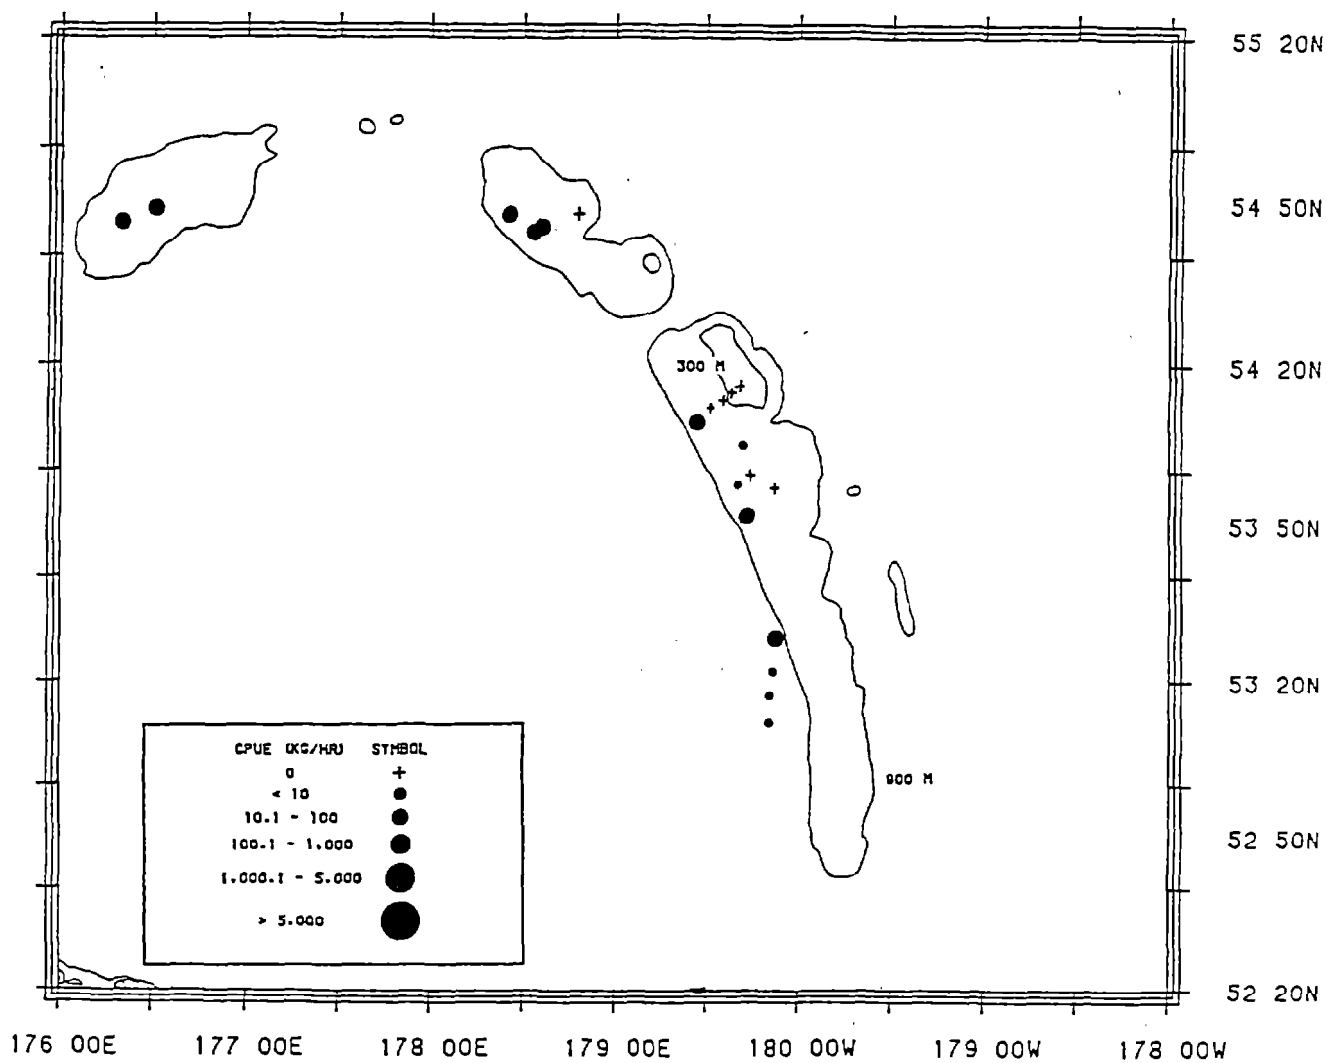 55 20N
54 50N
300 M
54 20N
53 50N
53 20N
CPUE (KG/HR) SYMBOL
0 +
< 10
10.1 - 100
100.1 - 1.000
1.000.1 - 5.000
> 5.000
900 M
52 50N
52 20N
176 00E 177 00E 178 00E 179 00E 180 00W 179 00W 178 00W